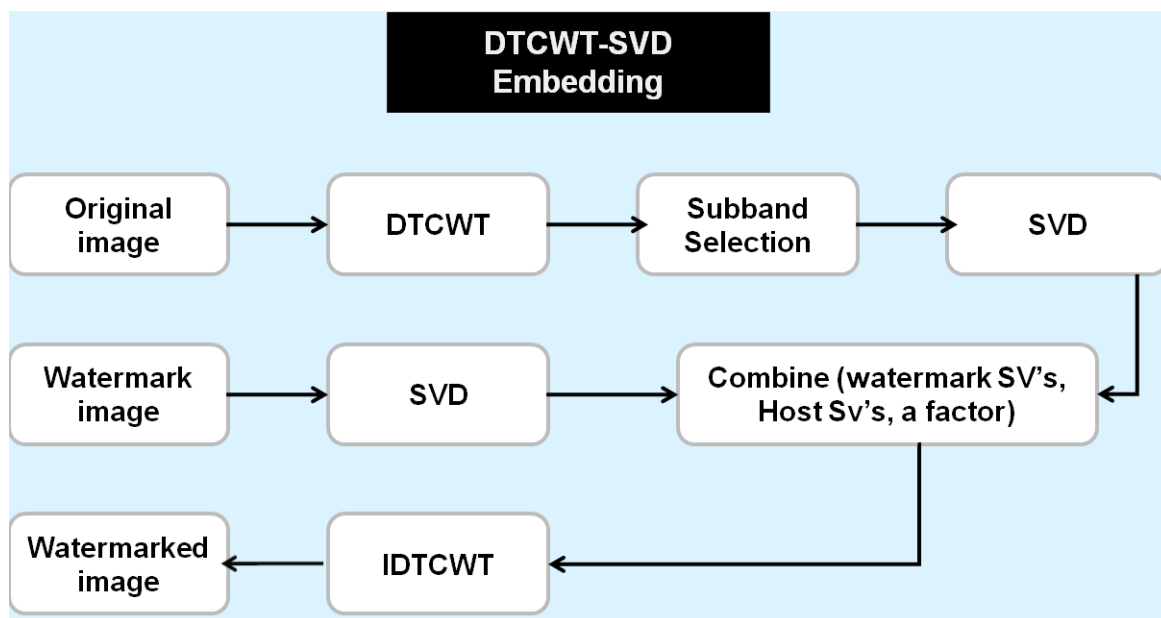 DTCWT-SVD
Embedding
Original
image
DTCWT
Subband
Selection
SVD
Watermark
image
SVD
Combine (watermark SV's,
Host Sv's, a factor)
Watermarked
image
IDTCWT